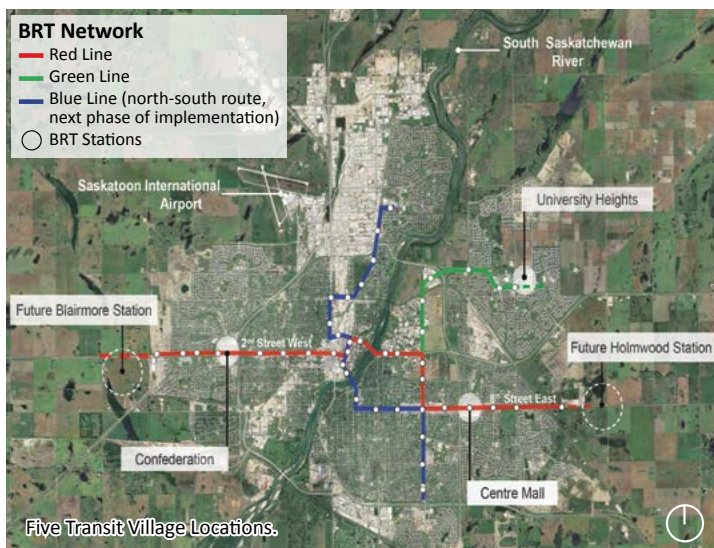 BRT Network
Red Line
Green Line
Blue Line (north-south route,
next phase of implementation)
BRT Stations
South Saskatchewan
River
Saskatoon International
Airport
University Heights
Future Blairmore Station
2nd Street West
Future Holmwood Station
8th Street East
Confederation
Centre Mall
Five Transit Village Locations.